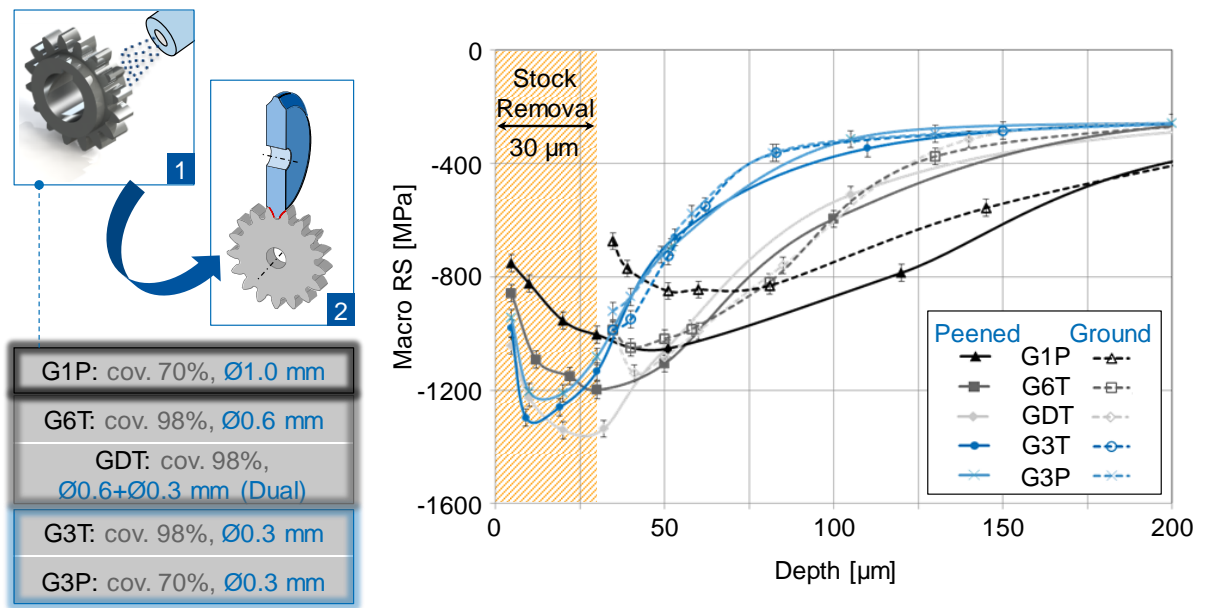 1
2
G1P: cov. 70%, Ø1.0 mm
G6T: cov. 98%, Ø0.6 mm
GDT: cov. 98%,
Ø0.6+Ø0.3 mm (Dual)
G3T: cov. 98%, Ø0.3 mm
G3P: cov. 70%, Ø0.3 mm
Macro RS [MPa]
0
-400
-800
-1200
-1600
Stock
Removal
30 µm
Peened Ground
G1P
G6T
GDT
G3T
G3P
0 50 100 150 200
Depth [µm]